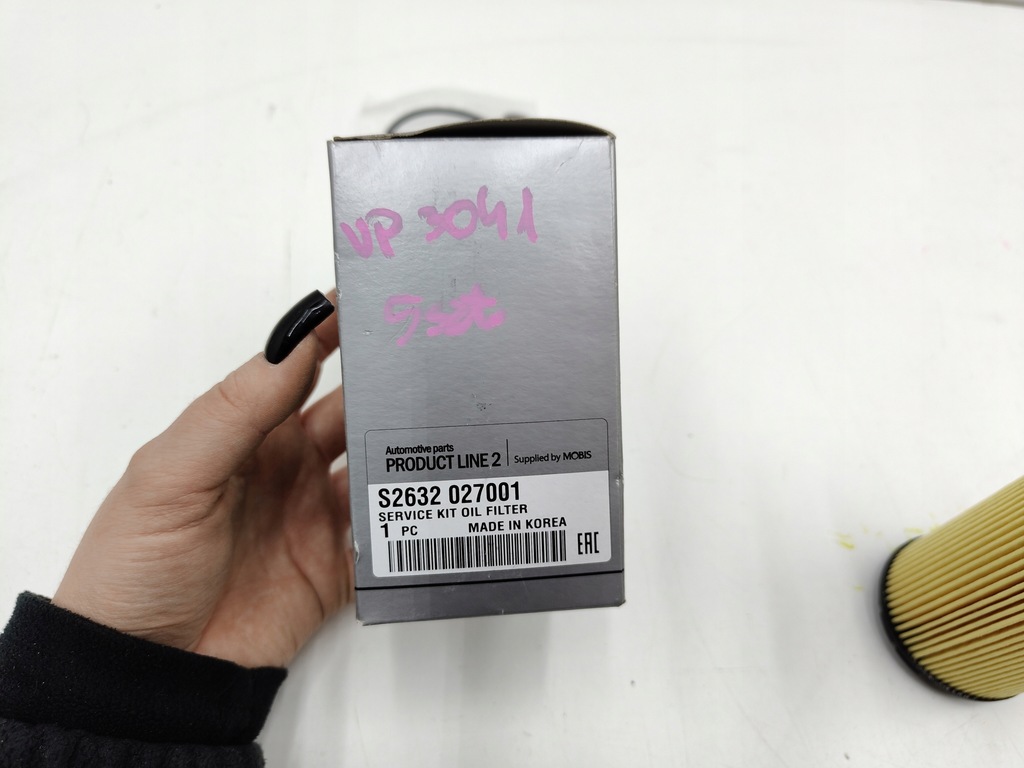 VP 3041
5set
Automotive parts
PRODUCT LINE 2
Supplied by MOBIS
S2632 027001
SERVICE KIT OIL FILTER
1 PC MADE IN KOREA
EAC